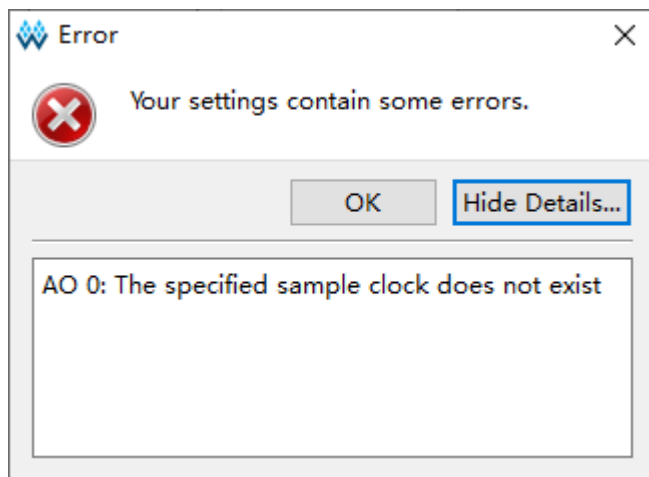 Error
Your settings contain some errors.
OK
Hide Details...
AO 0: The specified sample clock does not exist